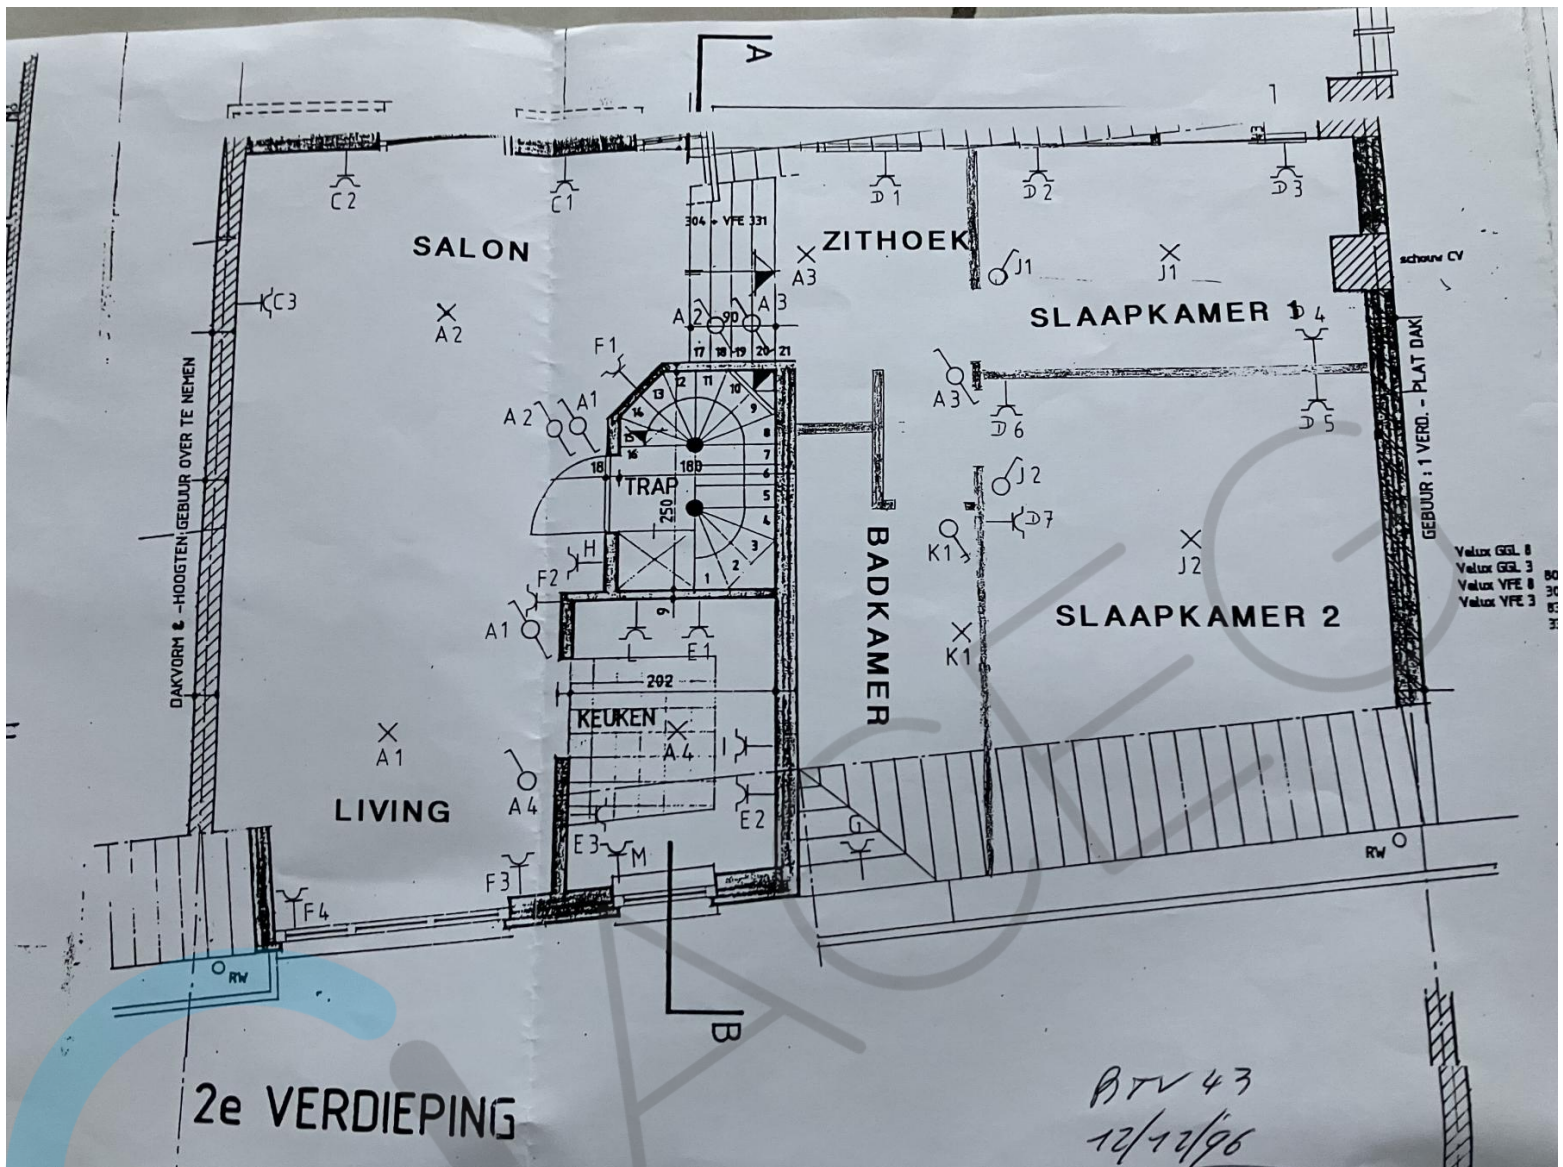 A
C2
C1
D1
D2
D3
304 + VFE 331
SALON
ZITHOEK
A3
J1
J1
schouw CV
C3
A2
SLAAPKAMER 1
D4
A2
90
A3
F1
17
18
19
20
21
A3
A2
A1
12
11
10
13
9
14
8
15
16
7
18
180
6
TRAP
5
250
4
3
2
1
D6
D5
J2
D7
K1
J2
H
F2
9
A1
L
E1
K1
SLAAPKAMER 2
BADKAMER
DAKVORM & -HOOGTEN GEBUUR OVER TE NEMEN
GEBUUR : 1 VERD. - PLAT DAK
Velux GGL 8
Velux GGL 3
Velux VFE 8
Velux VFE 3
202
KEUKEN
A4
I
A1
A4
E2
LIVING
E3
M
G
F3
F4
RW
RW
B
2e VERDIEPING
BTV 43
12/12/96
ACEG